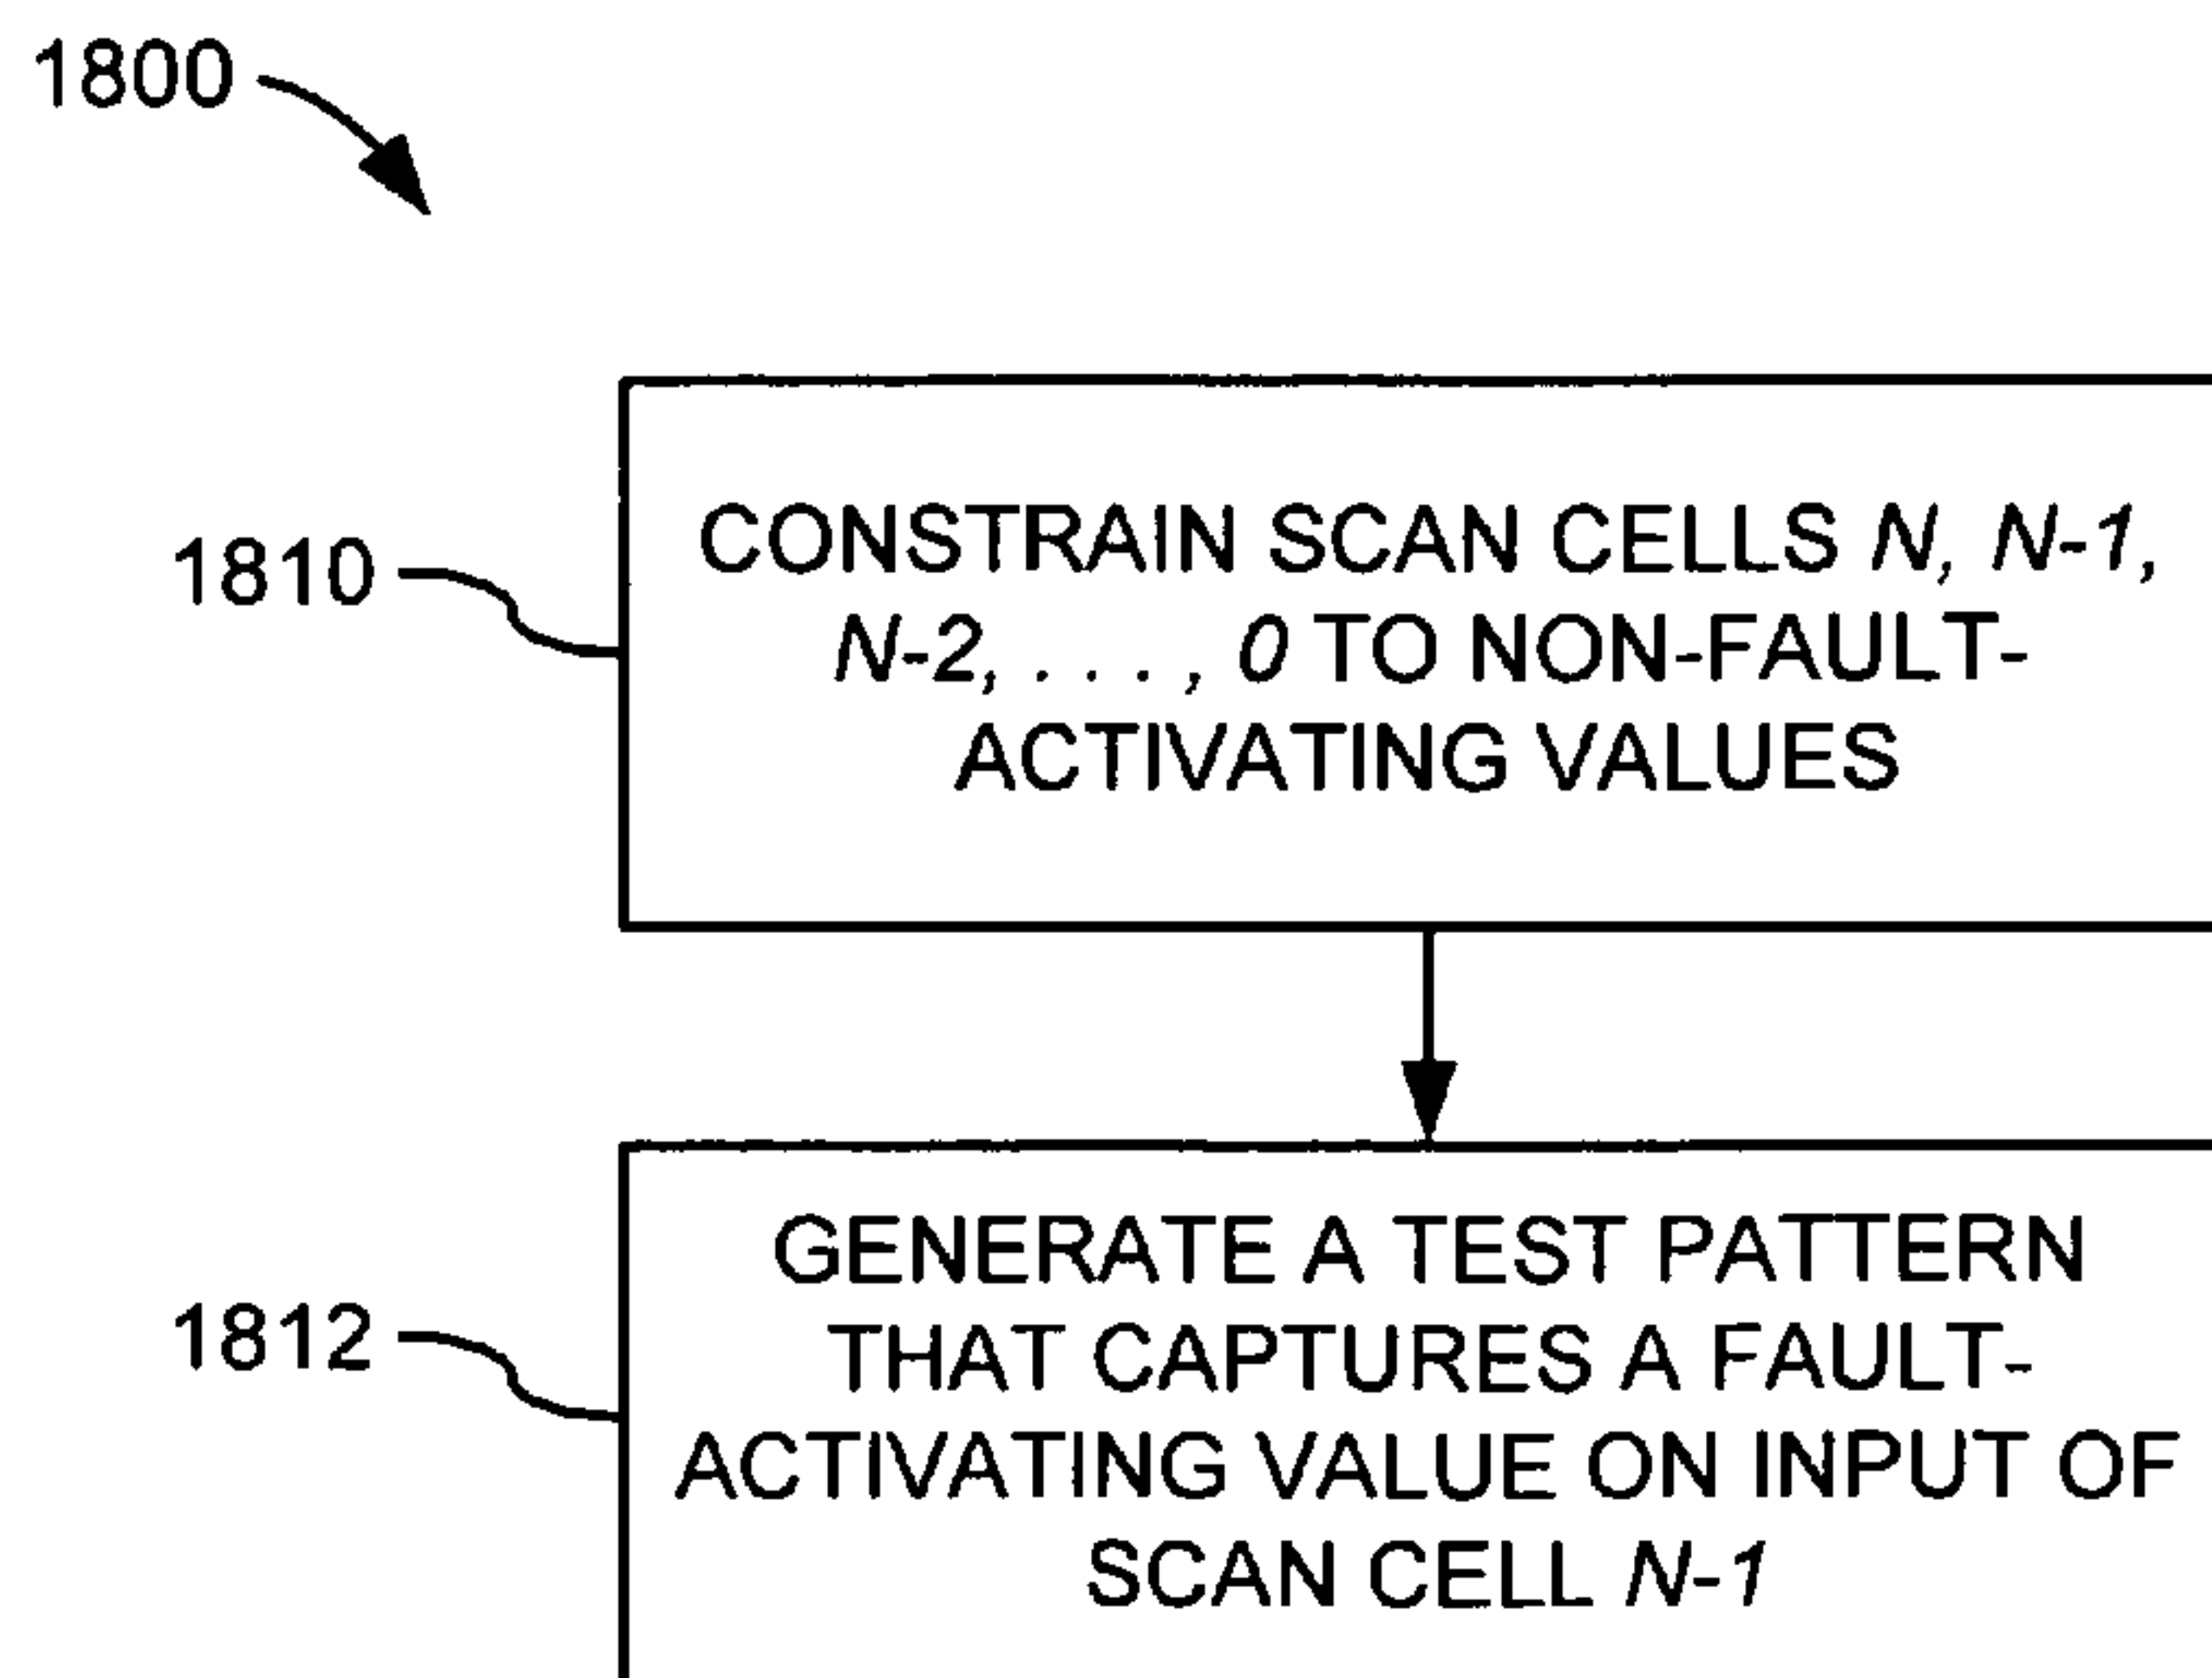 1800
1810
CONSTRAIN SCAN CELLS N, N-1,
N-2, . . . , 0 TO NON-FAULT-
ACTIVATING VALUES
1812
GENERATE A TEST PATTERN
THAT CAPTURES A FAULT-
ACTIVATING VALUE ON INPUT OF
SCAN CELL N-1